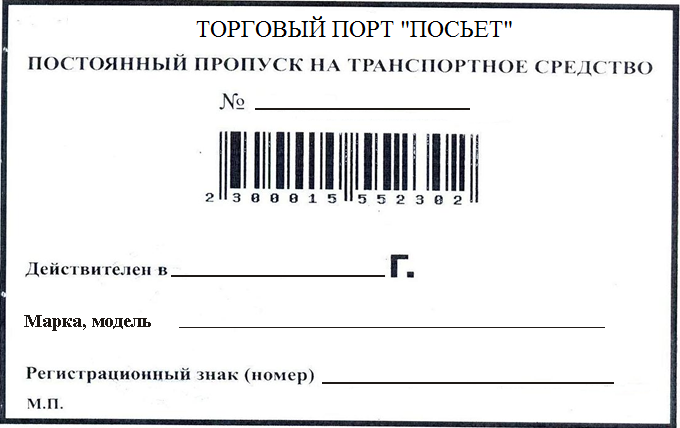 ТОРГОВЫЙ ПОРТ "ПОСЬЕТ"
ПОСТОЯННЫЙ ПРОПУСК НА ТРАНСПОРТНОЕ СРЕДСТВО
№
2 300015 552302
Действителен в Г.
Марка, модель
Регистрационный знак (номер)
М.П.